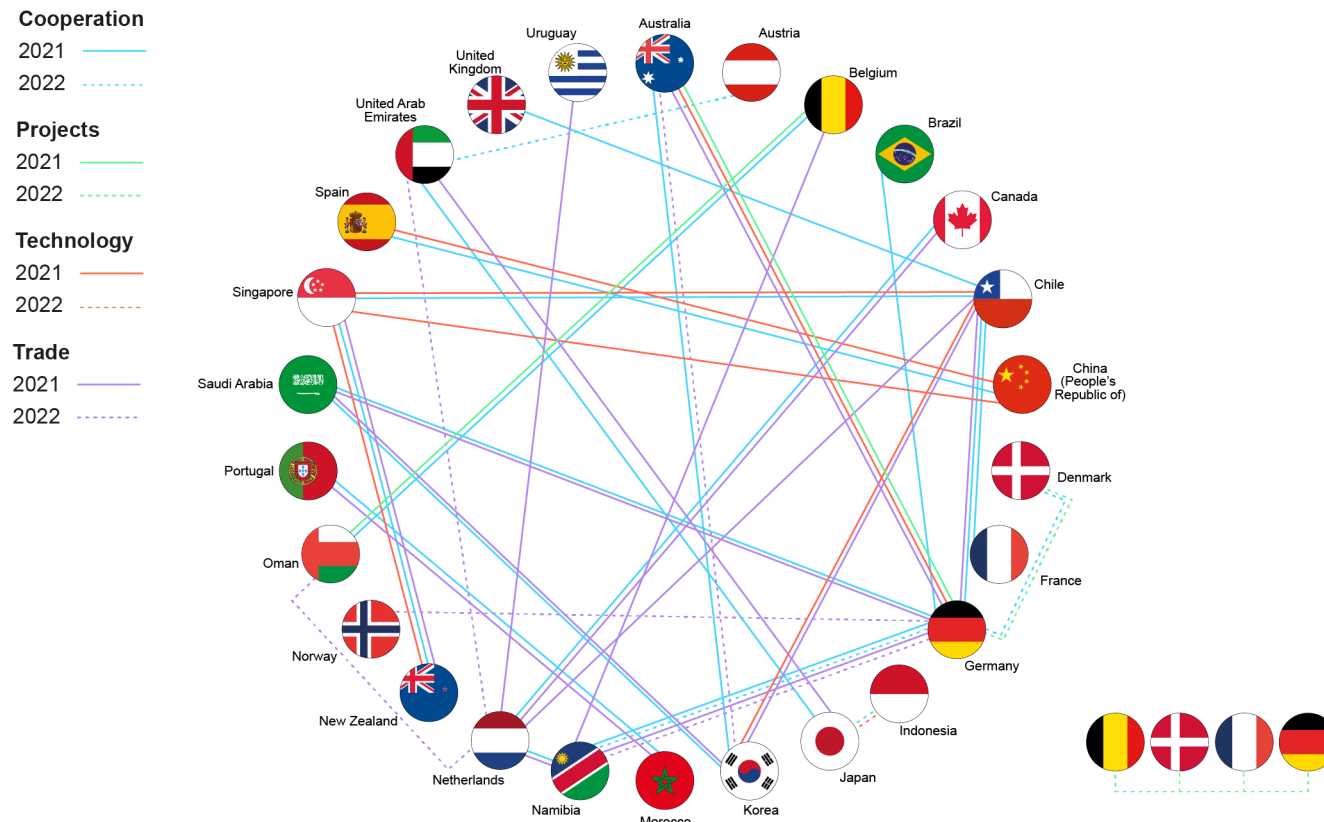 Cooperation
2021
2022
Projects
2021
2022
Technology
2021
2022
Trade
2021
2022
Australia
Austria
Belgium
Brazil
Canada
Chile
China
(People's
Republic of)
Denmark
France
Germany
Indonesia
Japan
Korea
Morocco
Namibia
Netherlands
New Zealand
Norway
Oman
Portugal
Saudi Arabia
Singapore
Spain
United Arab
Emirates
United
Kingdom
Uruguay